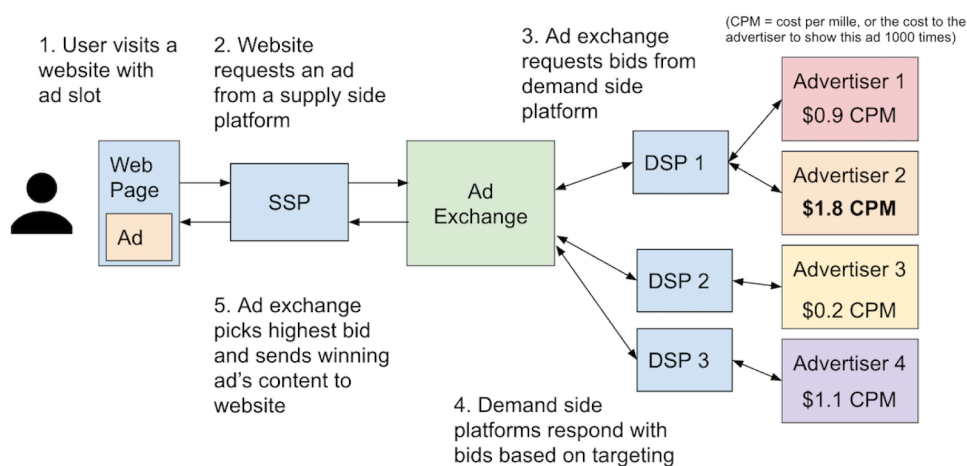 (CPM = cost per mille, or the cost to the
advertiser to show this ad 1000 times)
1. User visits a
website with
ad slot
2. Website
requests an ad
from a supply side
platform
3. Ad exchange
requests bids from
demand side
platform
Web
Page
Ad
SSP
Ad
Exchange
DSP 1
DSP 2
DSP 3
Advertiser 1
$0.9 CPM
Advertiser 2
$1.8 CPM
Advertiser 3
$0.2 CPM
Advertiser 4
$1.1 CPM
5. Ad exchange
picks highest bid
and sends winning
ad's content to
website
4. Demand side
platforms respond with
bids based on targeting